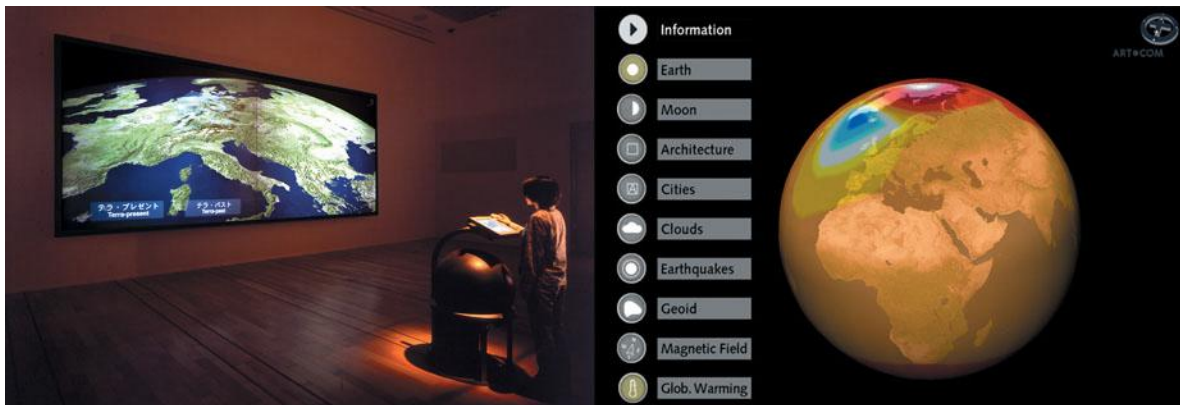 テラ・プレゼント
Terra-present
テラ・パスト
Terra-past
Information
Earth
Moon
Architecture
Cities
Clouds
Earthquakes
Geoid
Magnetic Field
Glob. Warming
ART+COM